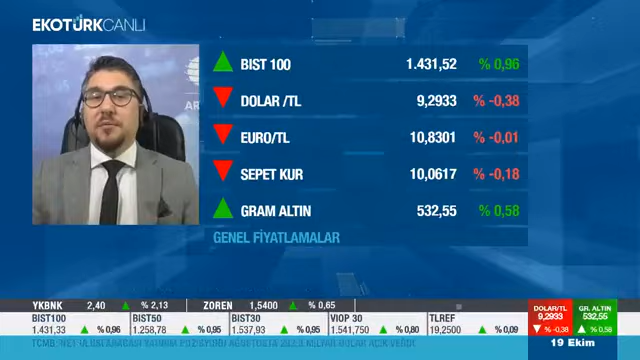 EKOTÜRK CANLI
BIST 100 1.431,52 % 0,96
DOLAR /TL 9,2933 % -0,38
EURO/TL 10,8301 % -0,01
SEPET KUR 10,0617 % -0,18
GRAM ALTIN 532,55 % 0,58
GENEL FİYATLAMALAR
YKBNK 2,40 % 2,13 ZOREN 1,5400 % 0,65
BIST100 BIST50 BIST30 VIOP 30 TLREF
1.431,33 % 0,96 1.258,78 % 0,95 1.537,93 % 0,95 1.541,750 % 0,80 19,2500 % 0,09
DOLAR/TL GR. ALTIN
9,2933 532,55
% -0,38 % 0,58
19 Ekim